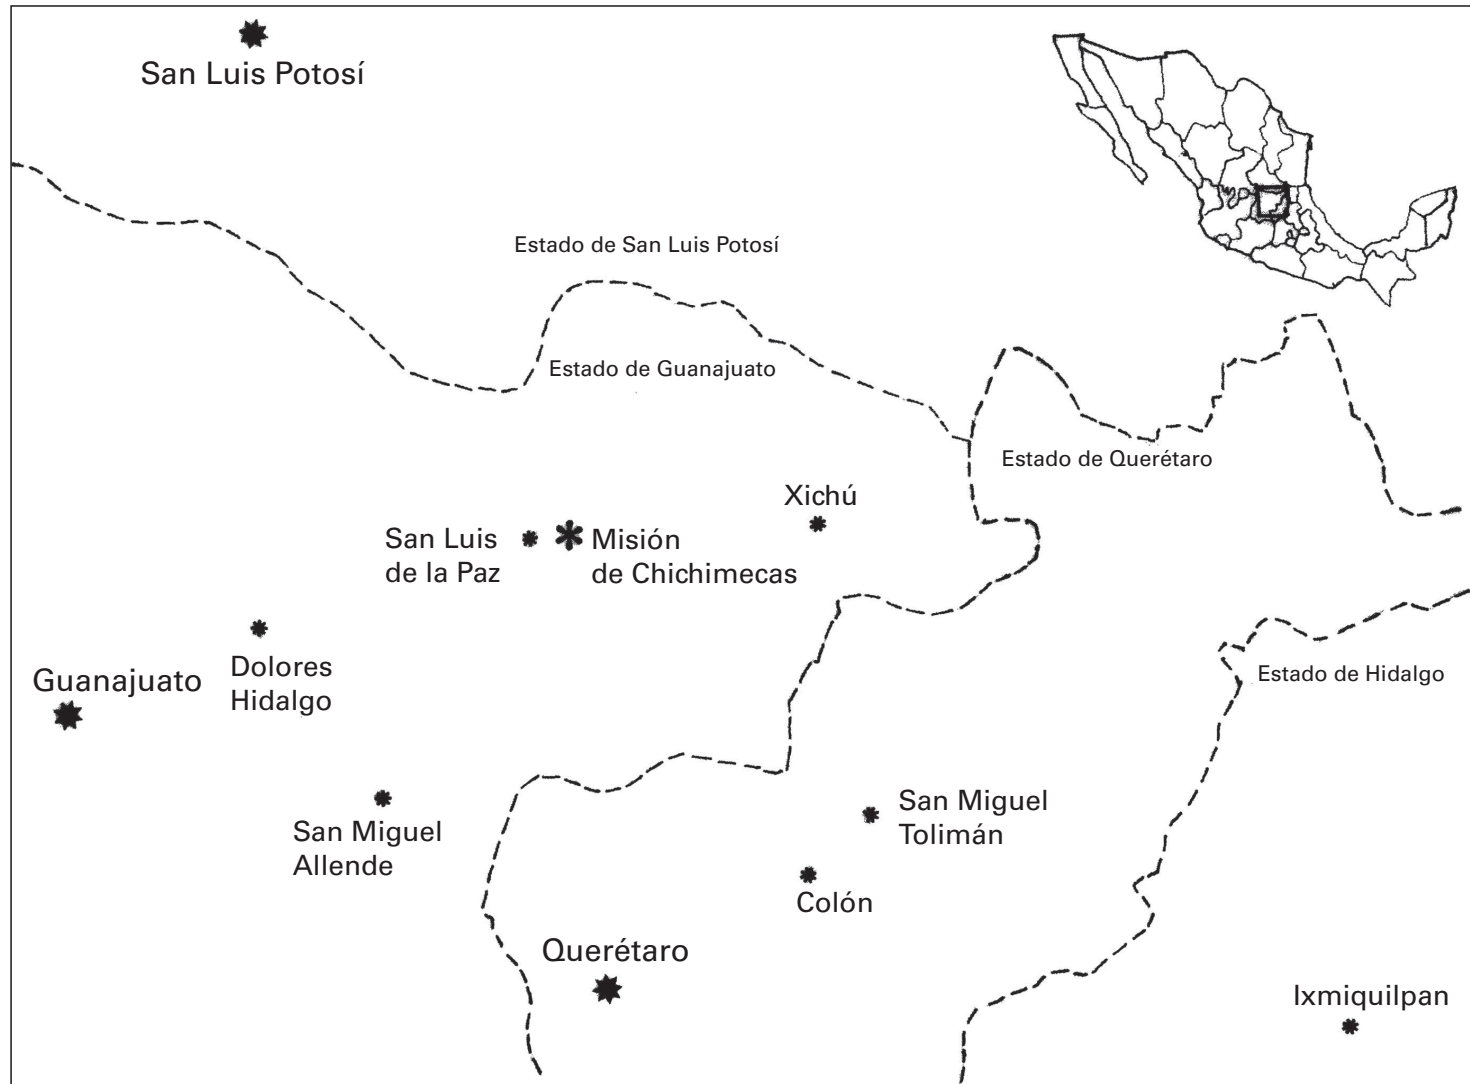 San Luis Potosí
Estado de San Luis Potosí
Estado de Guanajuato
Estado de Querétaro
Xichú
San Luis
de la Paz
Misión
de Chichimecas
Dolores
Hidalgo
Guanajuato
Estado de Hidalgo
San Miguel
Allende
San Miguel
Tolimán
Colón
Querétaro
Ixmiquilpan